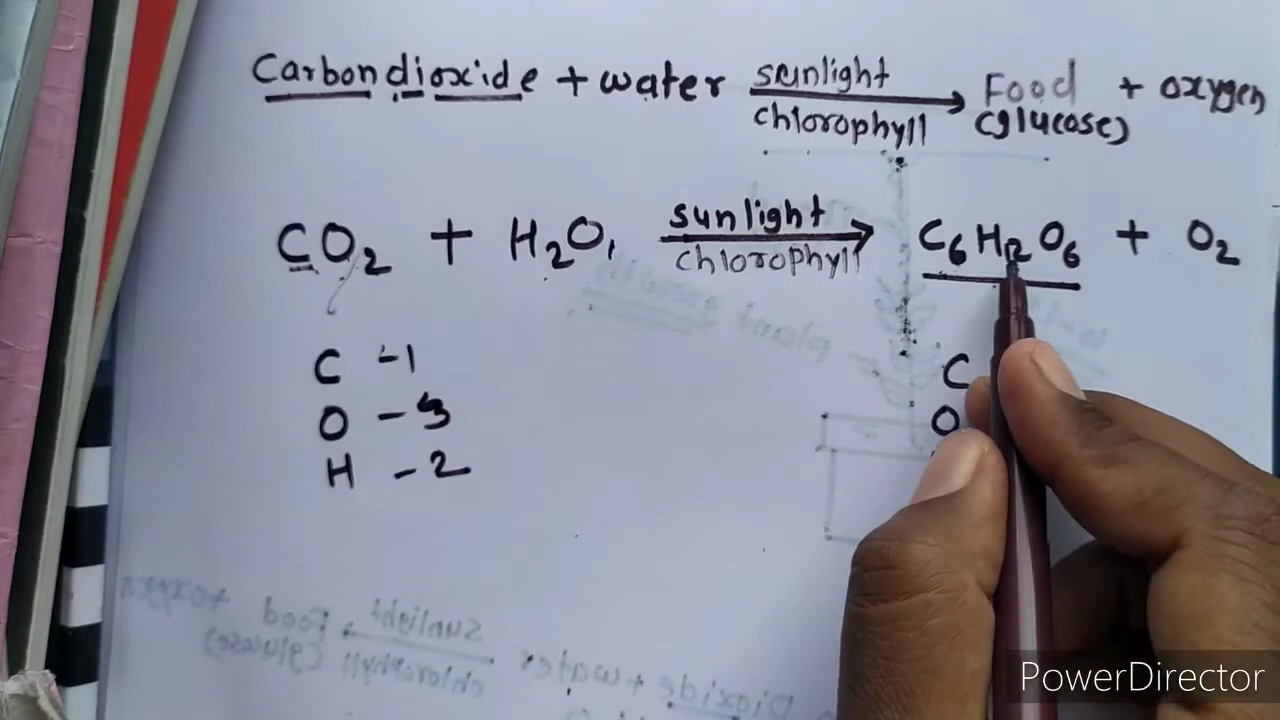 Carbondioxide + water sunlight → Food + oxygen
chlorophyll (glucose)
CO₂ + H₂O, sunlight → C₆H₁₂O₆ + O₂
chlorophyll
C -1 C
O - 3 O
H - 2
PowerDirector